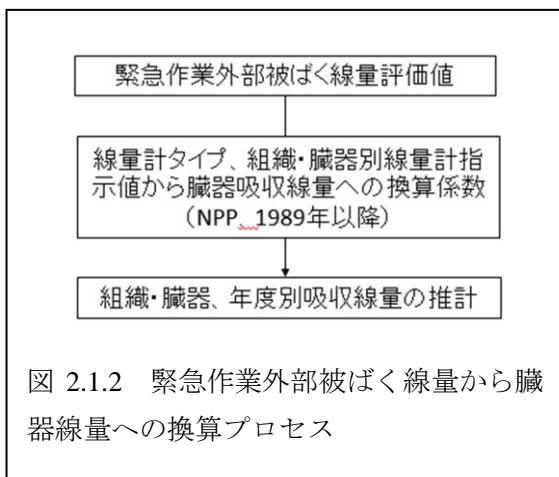 緊急作業外部被ばく線量評価値
線量計タイプ、組織・臓器別線量計指
示値から臓器吸収線量への換算係数
（NPP、1989年以降）
組織・臓器、年度別吸収線量の推計
図 2.1.2　緊急作業外部被ばく線量から臓
器線量への換算プロセス